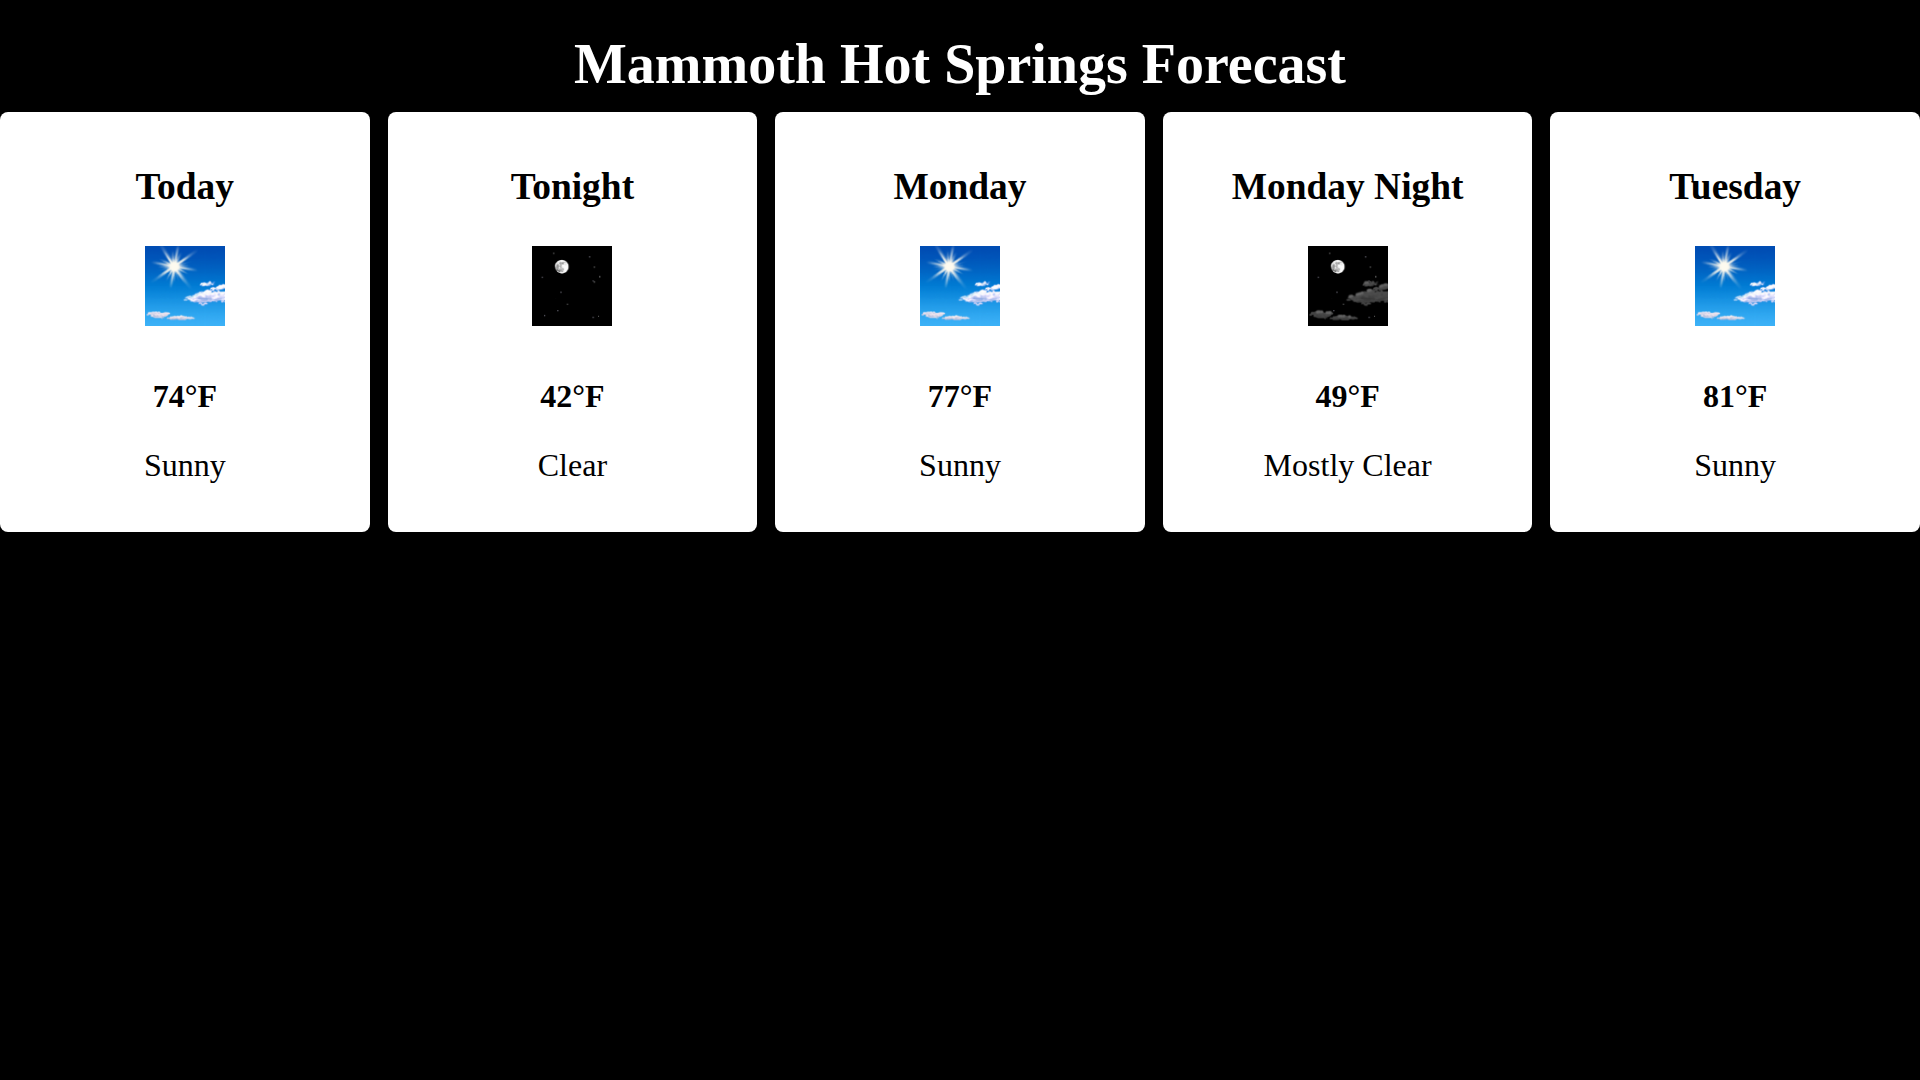 Mammoth Hot Springs Forecast
Today
74°F
Sunny
Tonight
42°F
Clear
Monday
77°F
Sunny
Monday Night
49°F
Mostly Clear
Tuesday
81°F
Sunny